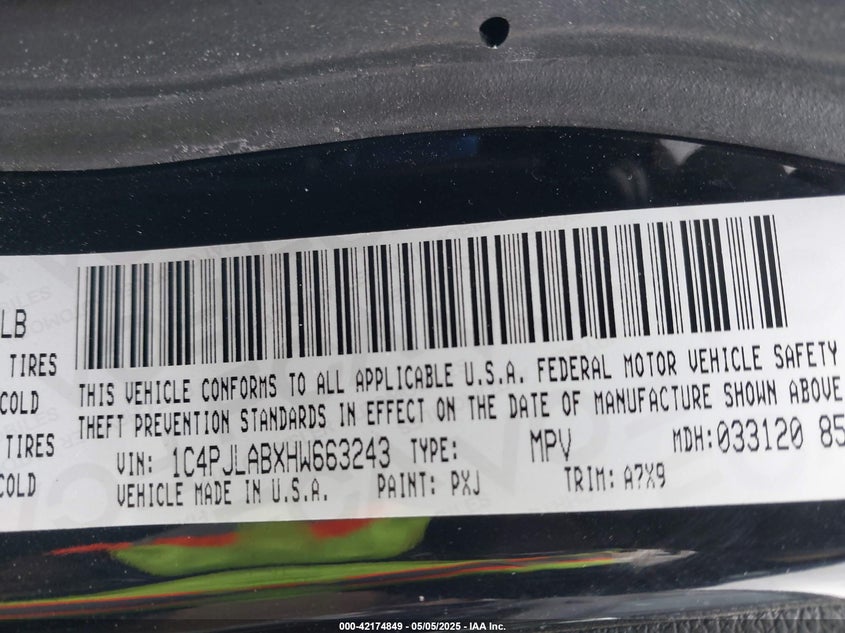 LB
TIRES
COLD
TIRES
COLD
THIS VEHICLE CONFORMS TO ALL APPLICABLE U.S.A. FEDERAL MOTOR VEHICLE SAFETY
THEFT PREVENTION STANDARDS IN EFFECT ON THE DATE OF MANUFACTURE SHOWN ABOVE
VIN: 1C4PJLABXHW663243 TYPE: MPV MDH:033120 85
VEHICLE MADE IN U.S.A. PAINT: PXJ TRIM: A7X9
000-42174849 - 05/05/2025 - IAA Inc.